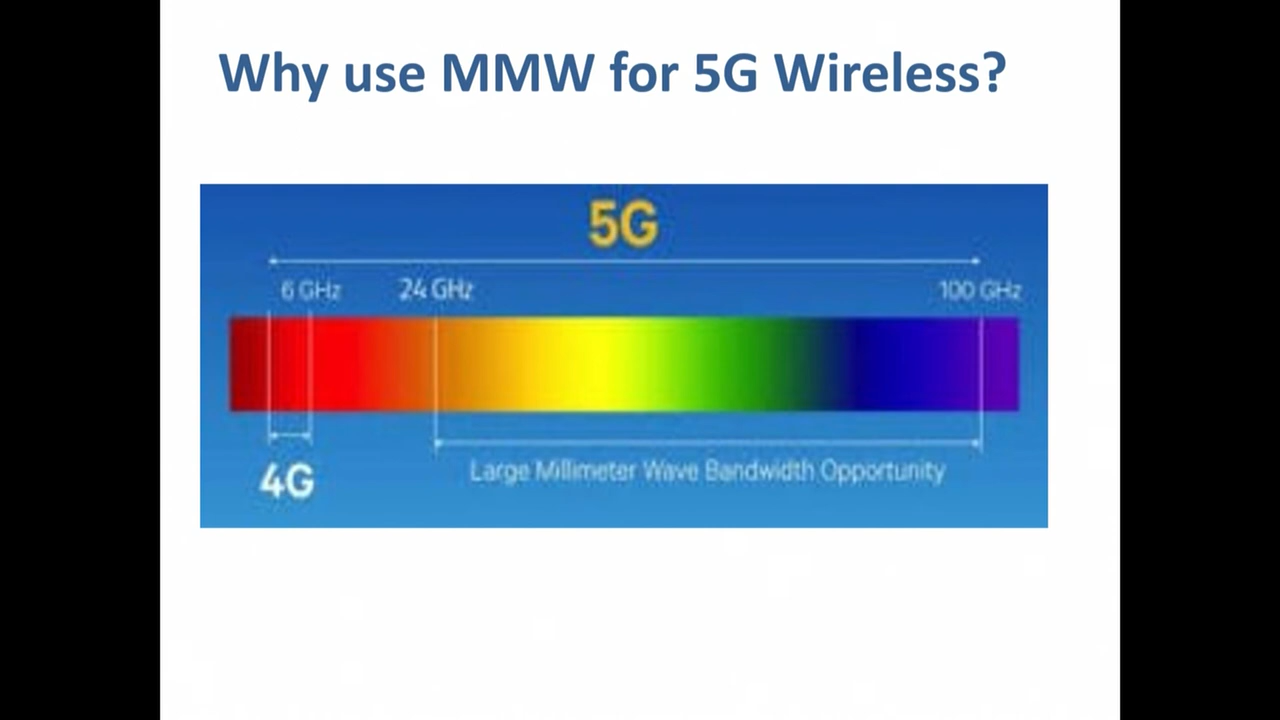 Why use MMW for 5G Wireless?
5G
6 GHz 24 GHz 100 GHz
4G
Large Millimeter Wave Bandwidth Opportunity